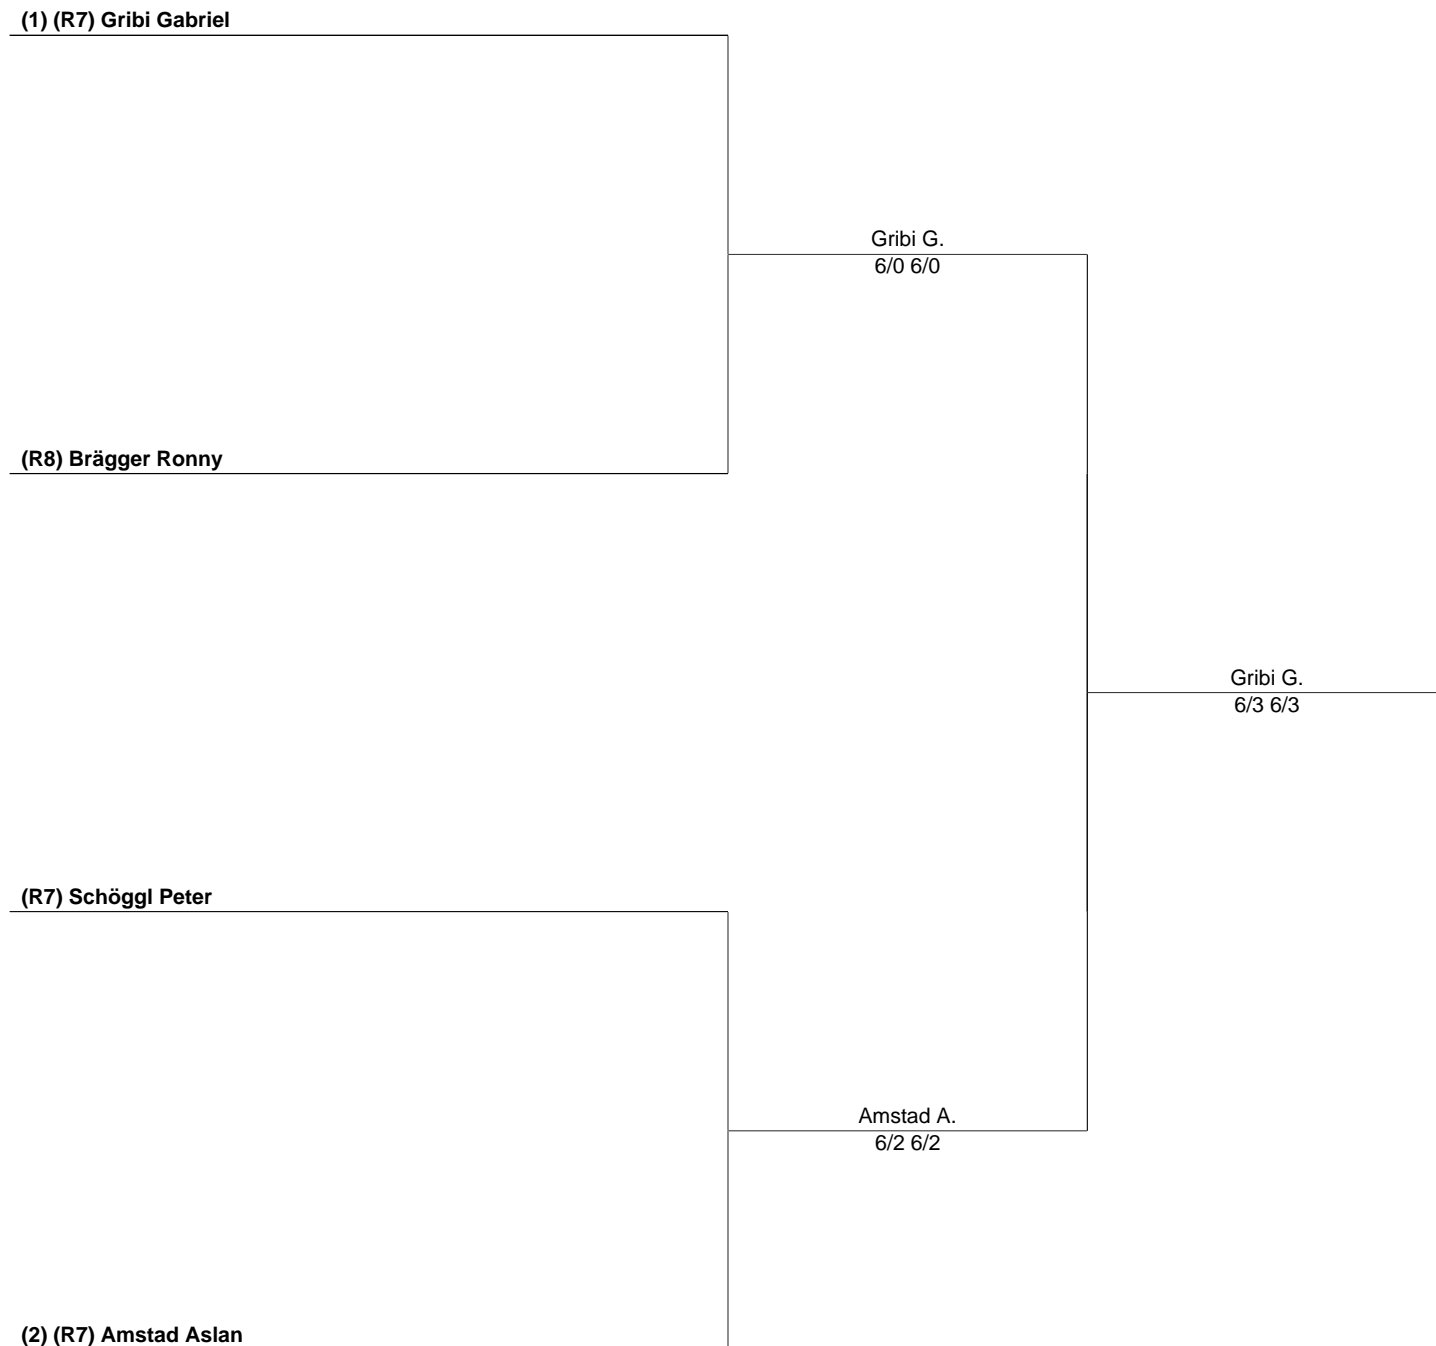 (1) (R7) Gribi Gabriel
Gribi G.
6/0 6/0
(R8) Brägger Ronny
Gribi G.
6/3 6/3
(R7) Schöggl Peter
Amstad A.
6/2 6/2
(2) (R7) Amstad Aslan